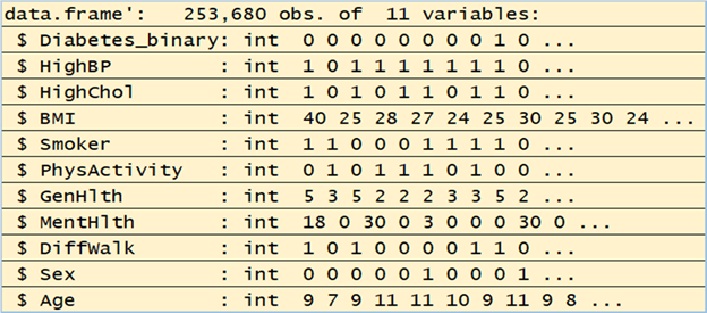 data.frame': 253,680 obs. of 11 variables:
$ Diabetes_binary: int 0 0 0 0 0 0 0 0 1 0 ...
$ HighBP : int 1 0 1 1 1 1 1 1 1 0 ...
$ HighChol : int 1 0 1 0 1 1 0 1 1 0 ...
$ BMI : int 40 25 28 27 24 25 30 25 30 24 ...
$ Smoker : int 1 1 0 0 0 1 1 1 1 0 ...
$ PhysActivity : int 0 1 0 1 1 1 0 1 0 0 ...
$ GenHlth : int 5 3 5 2 2 2 3 3 5 2 ...
$ MentHlth : int 18 0 30 0 3 0 0 0 30 0 ...
$ DiffWalk : int 1 0 1 0 0 0 0 1 1 0 ...
$ Sex : int 0 0 0 0 0 1 0 0 0 1 ...
$ Age : int 9 7 9 11 11 10 9 11 9 8 ...